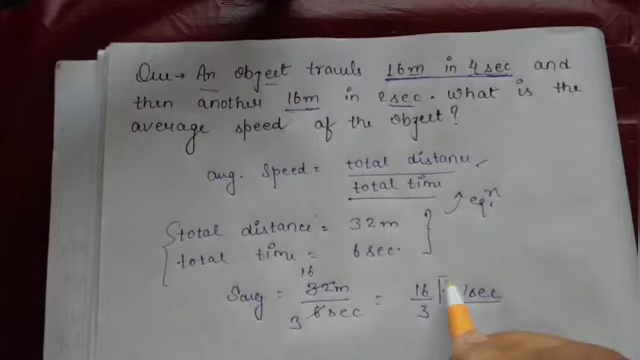 Que → An object travels 16m in 4sec and
then another 16m in 2sec. What is the
average speed of the object?
avg. Speed = total distance
total time
eqn
total distance = 32m
total time = 6 sec.
16
Savg = 32m = 16
3 6sec 3
1sec